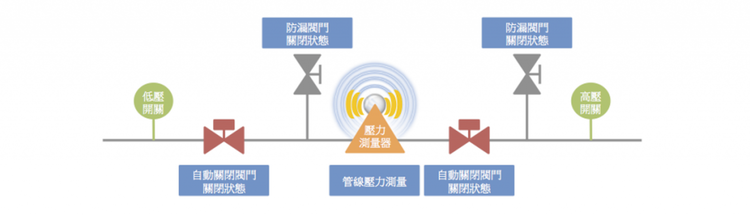 防漏閥門
關閉狀態
防漏閥門
關閉狀態
低壓
開關
壓力
測量器
高壓
開關
自動關閉閥門
關閉狀態
管線壓力測量
自動關閉閥門
關閉狀態